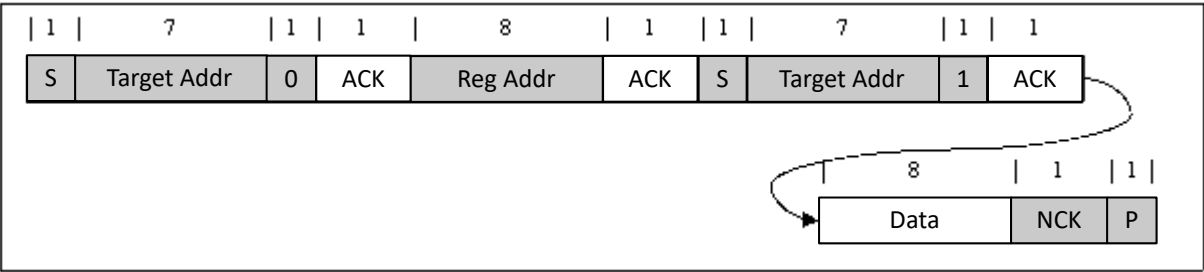 | 1 | 7 | 1 | 1 | 8 | 1 | 1 | 7 | 1 | 1
S Target Addr 0 ACK Reg Addr ACK S Target Addr 1 ACK
| 8 | 1 | 1 |
Data NCK P